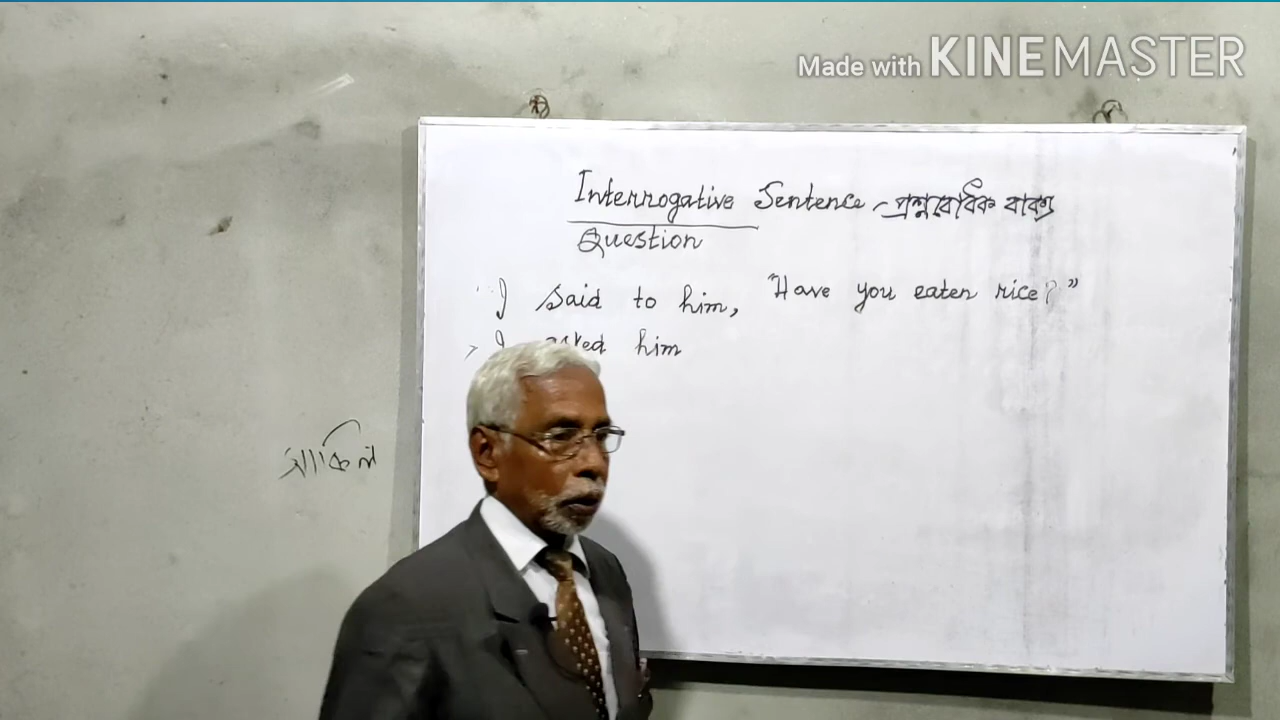 Made with KINEMASTER
Interrogative Sentence - প্রশ্নবোধক বাক্য
Question
I said to him, "Have you eaten rice?"
> I asked him
সাকিল